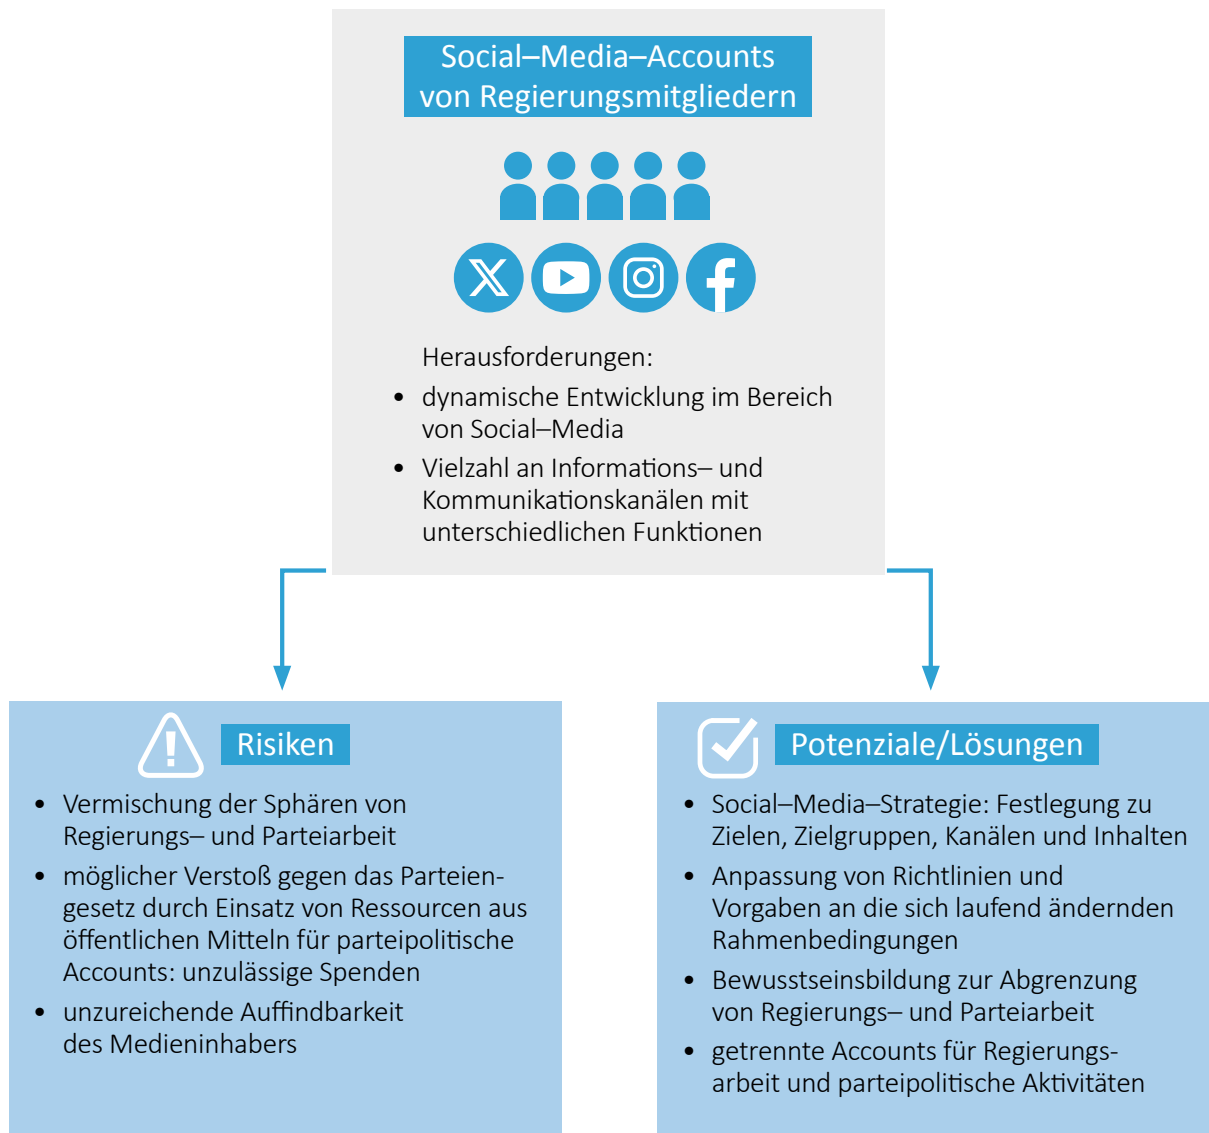 Social–Media–Accounts
von Regierungsmitgliedern
Herausforderungen:
• dynamische Entwicklung im Bereich
von Social–Media
• Vielzahl an Informations– und
Kommunikationskanälen mit
unterschiedlichen Funktionen
Risiken
• Vermischung der Sphären von
Regierungs– und Parteiarbeit
• möglicher Verstoß gegen das Parteien-
gesetz durch Einsatz von Ressourcen aus
öffentlichen Mitteln für parteipolitische
Accounts: unzulässige Spenden
• unzureichende Auffindbarkeit
des Medieninhabers
Potenziale/Lösungen
• Social–Media–Strategie: Festlegung zu
Zielen, Zielgruppen, Kanälen und Inhalten
• Anpassung von Richtlinien und
Vorgaben an die sich laufend ändernden
Rahmenbedingungen
• Bewusstseinsbildung zur Abgrenzung
von Regierungs– und Parteiarbeit
• getrennte Accounts für Regierungs-
arbeit und parteipolitische Aktivitäten